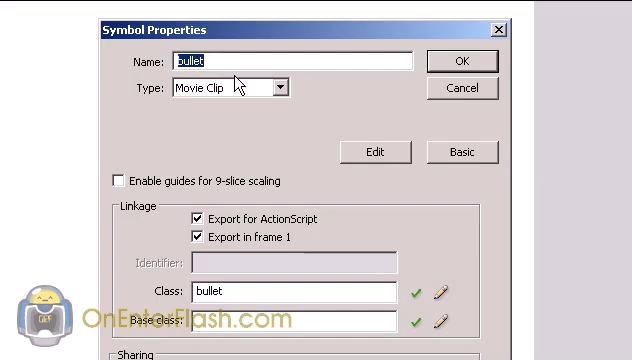 Symbol Properties
Name: bullet
OK
Type: Movie Clip
Cancel
Edit
Basic
Enable guides for 9-slice scaling
Linkage
Export for ActionScript
Export in frame 1
Identifier:
Class: bullet
OnEnterFlash.com
Base class:
Sharing